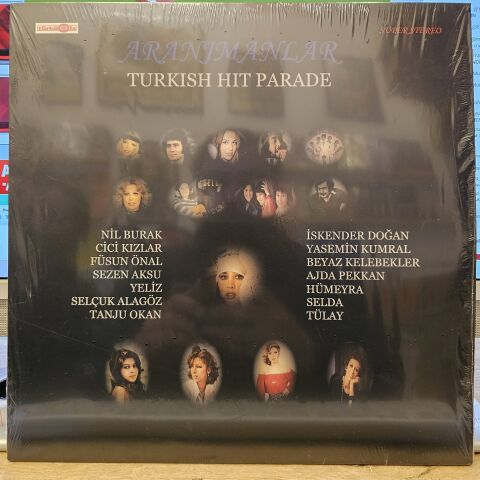 SÜPER STEREO
ARANJMANLAR
TURKISH HIT PARADE
NİL BURAK
CİCİ KIZLAR
FÜSUN ÖNAL
SEZEN AKSU
YELİZ
SELÇUK ALAGÖZ
TANJU OKAN
İSKENDER DOĞAN
YASEMİN KUMRAL
BEYAZ KELEBEKLER
AJDA PEKKAN
HÜMEYRA
SELDA
TÜLAY